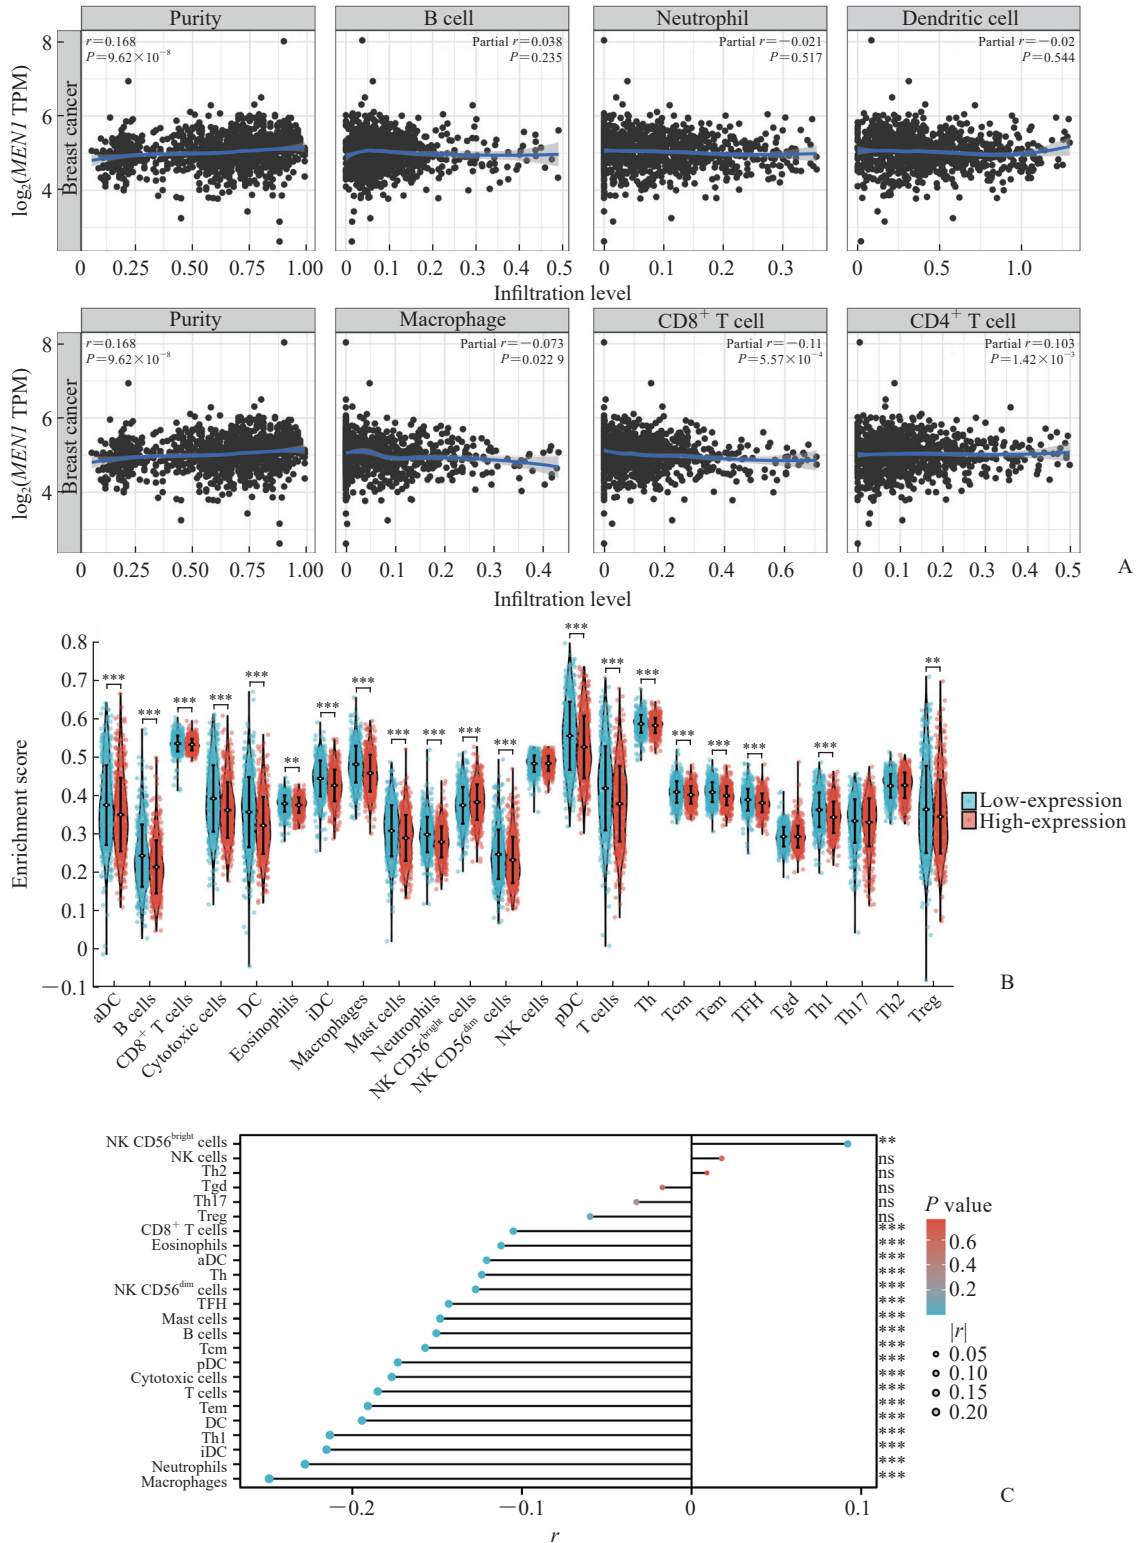 Purity
B cell
Neutrophil
Dendritic cell
r=0.168
P=9.62×10⁻⁸
Partial r=0.038
P=0.235
Partial r=−0.021
P=0.517
Partial r=−0.02
P=0.544
log₂(MEN1 TPM)
Breast cancer
8
6
4
0 0.25 0.50 0.75 1.00
0 0.1 0.2 0.3 0.4 0.5
0 0.1 0.2 0.3
0 0.5 1.0
Infiltration level
Purity
Macrophage
CD8⁺ T cell
CD4⁺ T cell
r=0.168
P=9.62×10⁻⁸
Partial r=−0.073
P=0.022 9
Partial r=−0.11
P=5.57×10⁻⁴
Partial r=0.103
P=1.42×10⁻³
log₂(MEN1 TPM)
Breast cancer
8
6
4
0 0.25 0.50 0.75 1.00
0 0.1 0.2 0.3 0.4
0 0.2 0.4 0.6
0 0.1 0.2 0.3 0.4 0.5
Infiltration level
A
Enrichment score
0.8
0.7
0.6
0.5
0.4
0.3
0.2
0.1
0
−0.1
*** *** *** *** *** ** *** *** *** *** *** *** *** *** *** *** *** *** *** **
Low-expression
High-expression
aDC
B cells
CD8⁺ T cells
Cytotoxic cells
DC
Eosinophils
iDC
Macrophages
Mast cells
Neutrophils
NK CD56ᵇʳⁱᵍʰᵗ cells
NK CD56ᵈⁱᵐ cells
NK cells
pDC
T cells
Th
Tcm
Tem
TFH
Tgd
Th1
Th17
Th2
Treg
B
NK CD56ᵇʳⁱᵍʰᵗ cells **
NK cells ns
Th2 ns
Tgd ns
Th17 ns
Treg ns
CD8⁺ T cells ***
Eosinophils ***
aDC ***
Th ***
NK CD56ᵈⁱᵐ cells ***
TFH ***
Mast cells ***
B cells ***
Tcm ***
pDC ***
Cytotoxic cells ***
T cells ***
Tem ***
DC ***
Th1 ***
iDC ***
Neutrophils ***
Macrophages ***
−0.2 −0.1 0 0.1
r
P value
0.6
0.4
0.2
|r|
0.05
0.10
0.15
0.20
C